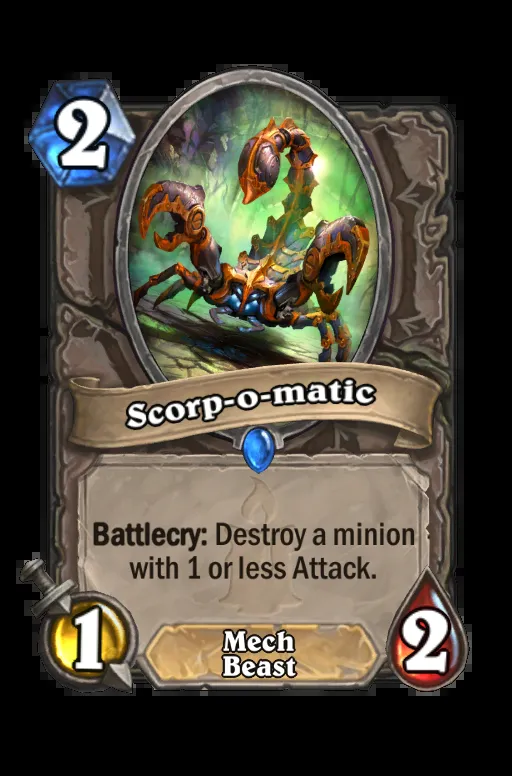 2
Scorp-o-matic
Battlecry: Destroy a minion
with 1 or less Attack.
1
Mech
Beast
2